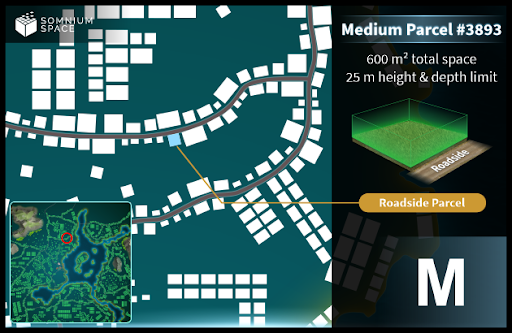 SOMNIUM
SPACE
Medium Parcel #3893
600 m² total space
25 m height & depth limit
Roadside
Roadside Parcel
M